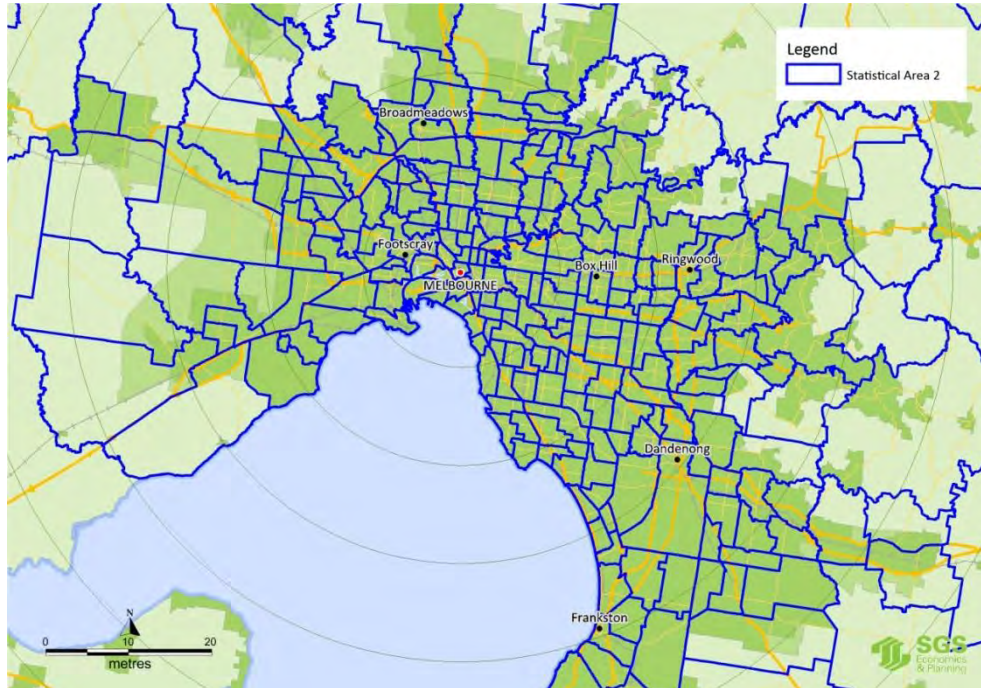 Legend
Statistical Area 2
Broadmeadows
Footscray
MELBOURNE
Box Hill
Ringwood
Dandenong
Frankston
N
0 10 20
metres
SGS
Economics
& Planning